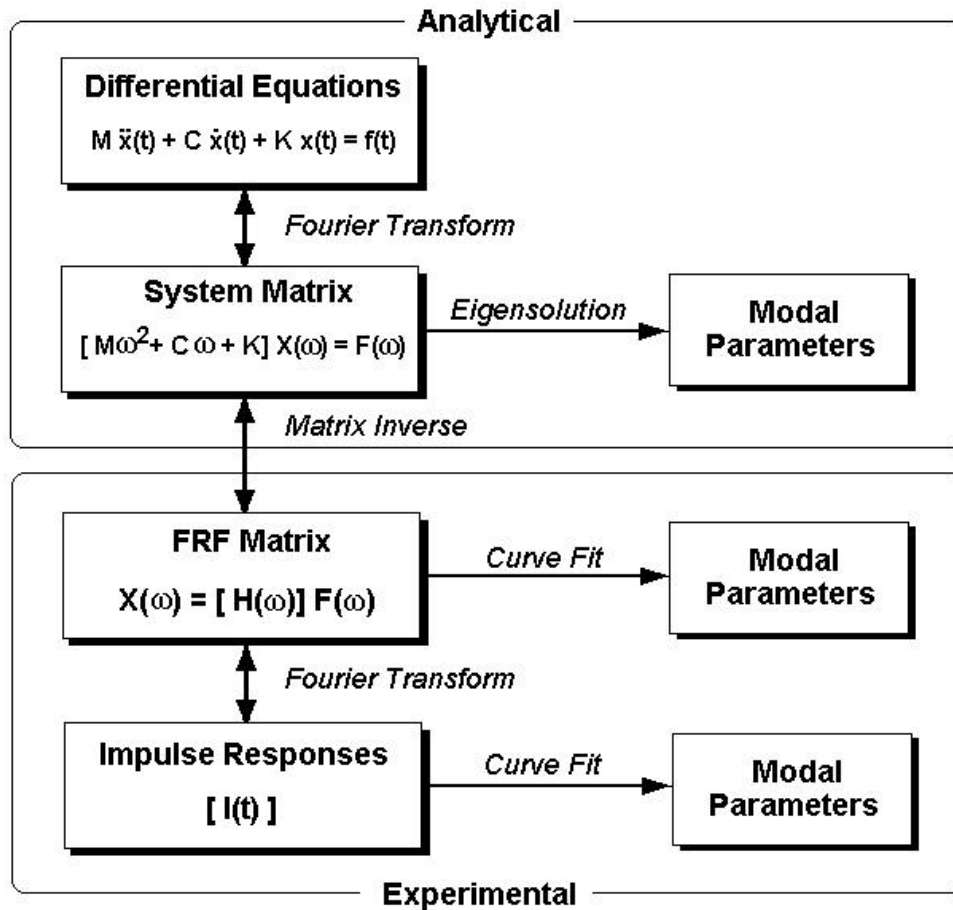 Analytical
Differential Equations
M ẍ(t) + C ẋ(t) + K x(t) = f(t)
Fourier Transform
System Matrix
[ Mω²+ C ω + K] X(ω) = F(ω)
Eigensolution
Modal
Parameters
Matrix Inverse
FRF Matrix
X(ω) = [ H(ω)] F(ω)
Curve Fit
Modal
Parameters
Fourier Transform
Impulse Responses
[ I(t) ]
Curve Fit
Modal
Parameters
Experimental